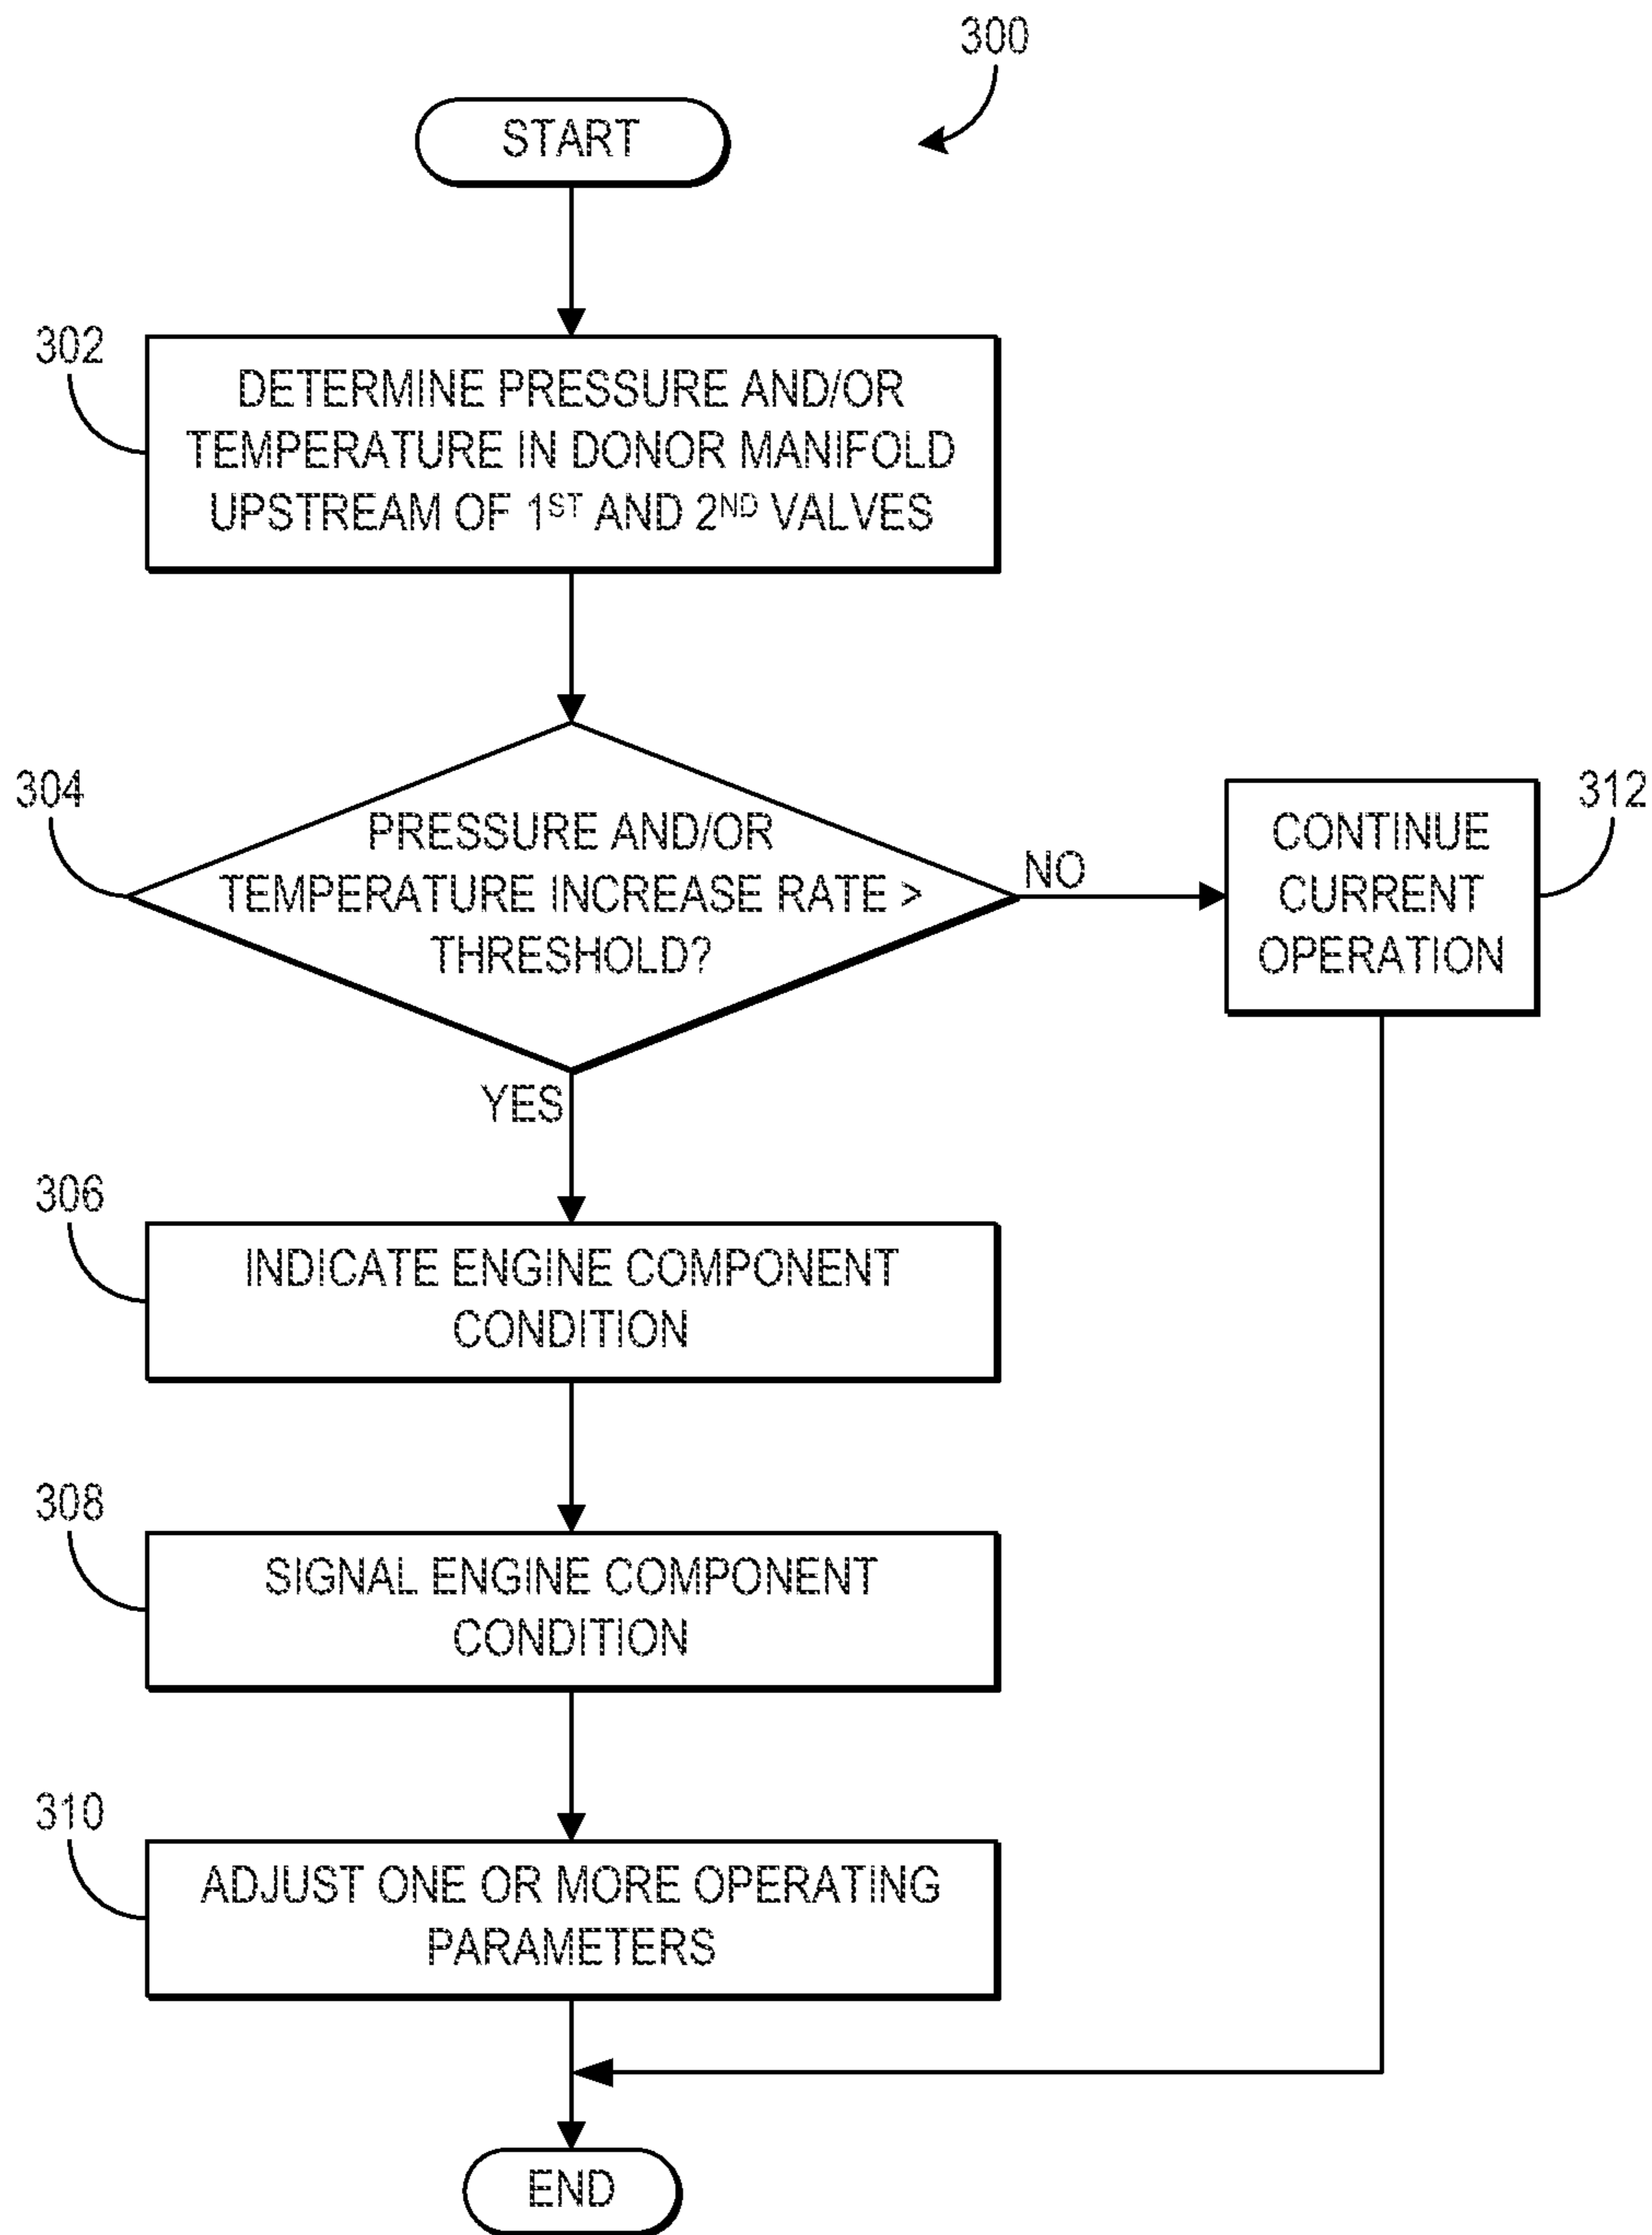 300
START
302
DETERMINE PRESSURE AND/OR
TEMPERATURE IN DONOR MANIFOLD
UPSTREAM OF 1ST AND 2ND VALVES
304
PRESSURE AND/OR
TEMPERATURE INCREASE RATE >
THRESHOLD?
NO
CONTINUE
CURRENT
OPERATION
312
YES
306
INDICATE ENGINE COMPONENT
CONDITION
308
SIGNAL ENGINE COMPONENT
CONDITION
310
ADJUST ONE OR MORE OPERATING
PARAMETERS
END